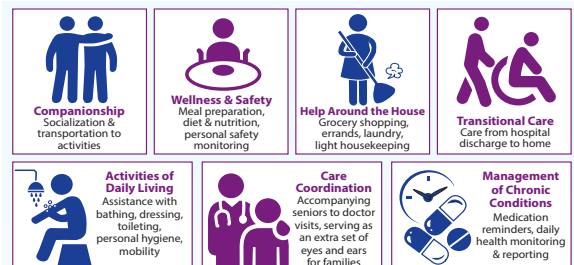 Companionship
Socialization &
transportation to
activities
Wellness & Safety
Meal preparation,
diet & nutrition,
personal safety
monitoring
Help Around the House
Grocery shopping,
errands, laundry,
light housekeeping
Transitional Care
Care from hospital
discharge to home
Activities of
Daily Living
Assistance with
bathing, dressing,
toileting,
personal hygiene,
mobility
Care
Coordination
Accompanying
seniors to doctor
visits, serving as
an extra set of
eyes and ears
for families
Management
of Chronic
Conditions
Medication
reminders, daily
health monitoring
& reporting